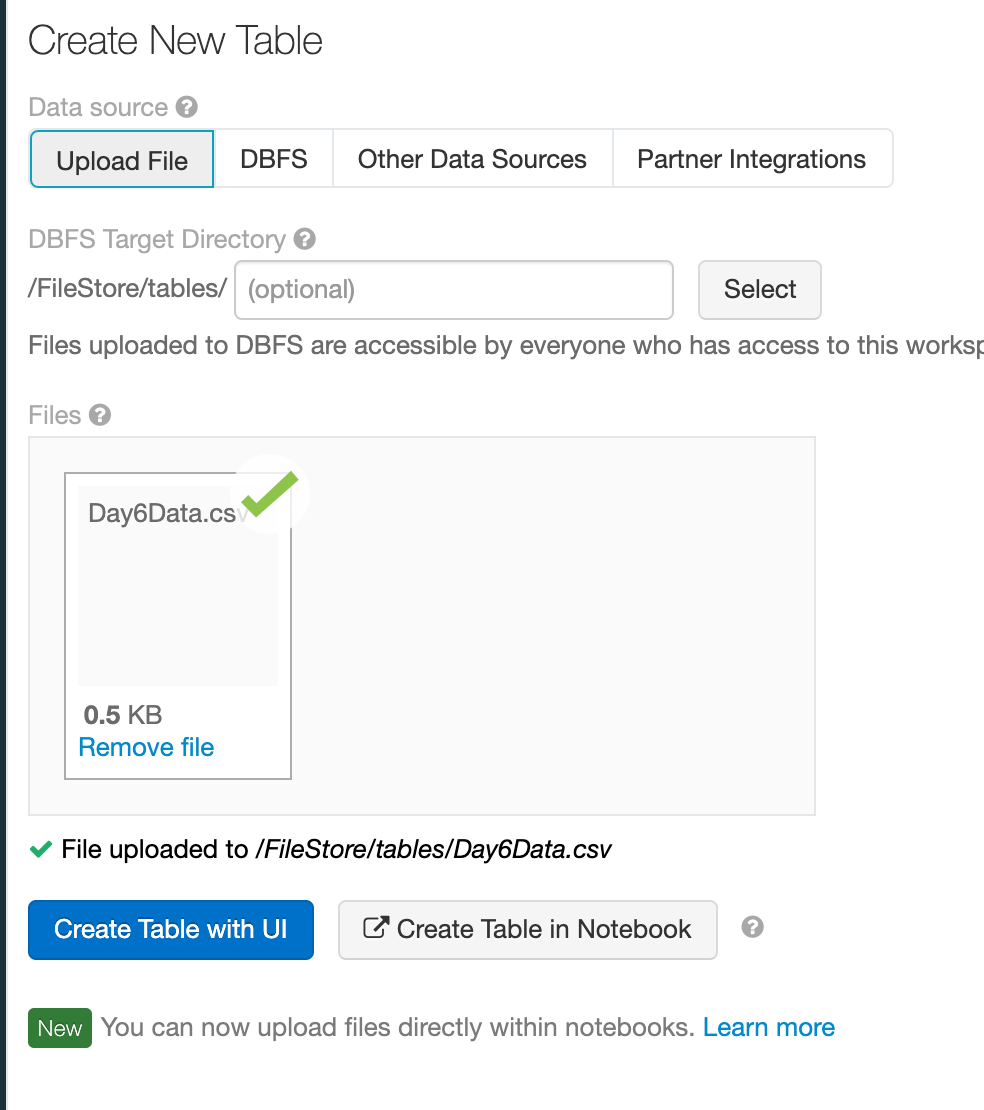 Create New Table
Data source
Upload File DBFS Other Data Sources Partner Integrations
DBFS Target Directory
/FileStore/tables/ (optional) Select
Files uploaded to DBFS are accessible by everyone who has access to this worksp
Files
Day6Data.csv
0.5 KB
Remove file
File uploaded to /FileStore/tables/Day6Data.csv
Create Table with UI Create Table in Notebook
New You can now upload files directly within notebooks. Learn more